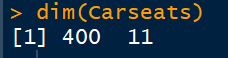 > dim(Carseats)
[1] 400  11